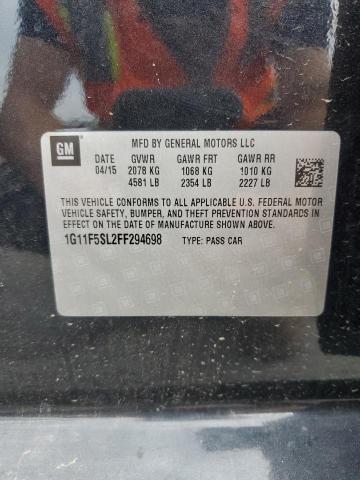 GM
MFD BY GENERAL MOTORS LLC
DATE GVWR GAWR FRT GAWR RR
04/15 2078 KG 1068 KG 1010 KG
4581 LB 2354 LB 2227 LB
THIS VEHICLE CONFORMS TO ALL APPLICABLE U.S. FEDERAL MOTOR
VEHICLE SAFETY, BUMPER, AND THEFT PREVENTION STANDARDS IN
EFFECT ON THE DATE OF MANUFACTURE SHOWN ABOVE.
1G11F5SL2FF294698 TYPE: PASS CAR